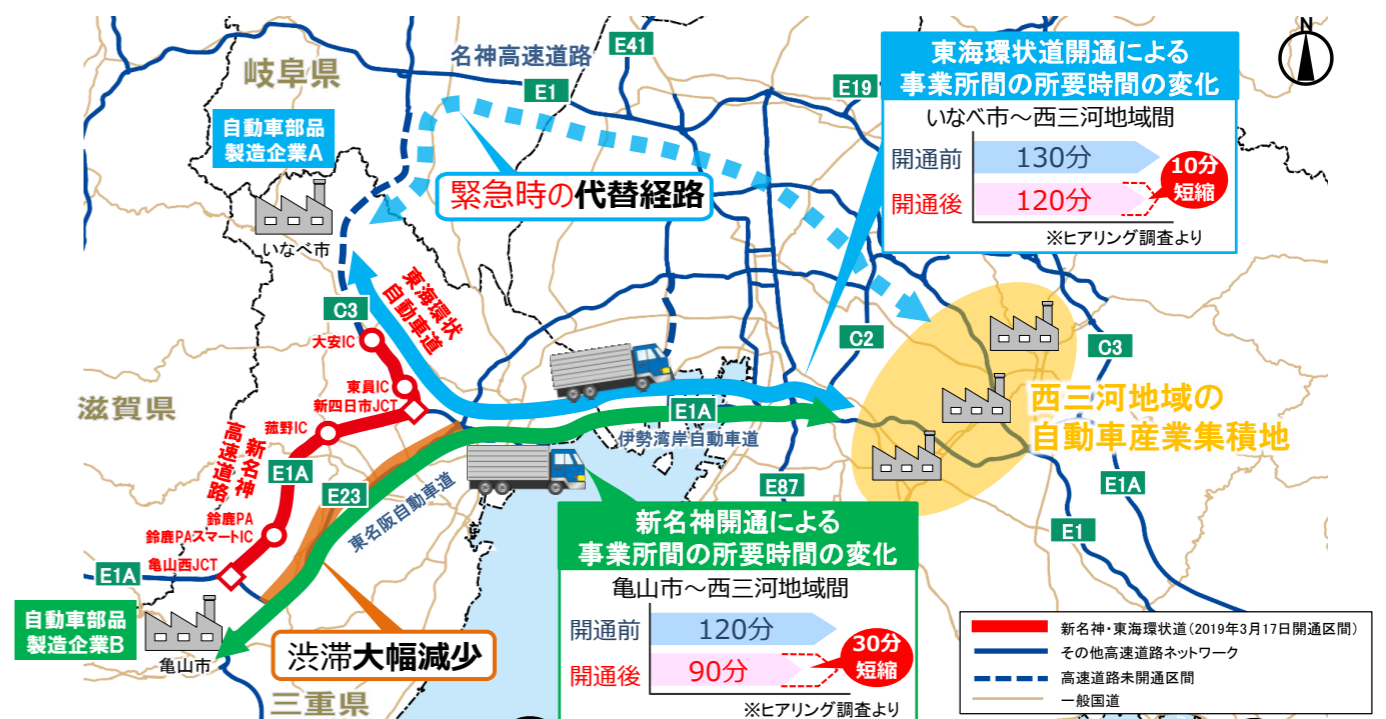 岐阜県
名神高速道路
E41
E1
E19
N
東海環状道開通による
事業所間の所要時間の変化
いなべ市～西三河地域間
開通前
130分
開通後
120分
10分
短縮
※ヒアリング調査より
自動車部品
製造企業A
いなべ市
緊急時の代替経路
東海環状
自動車道
C3
大安IC
東員IC
新四日市JCT
菰野IC
滋賀県
新名神
高速道路
E1A
E23
鈴鹿PA
鈴鹿PAスマートIC
亀山西JCT
E1A
東名阪自動車道
E1A
伊勢湾岸自動車道
C2
C3
西三河地域の
自動車産業集積地
E87
E1A
E1
自動車部品
製造企業B
亀山市
渋滞大幅減少
三重県
新名神開通による
事業所間の所要時間の変化
亀山市～西三河地域間
開通前
120分
開通後
90分
30分
短縮
※ヒアリング調査より
新名神・東海環状道(2019年3月17日開通区間)
その他高速道路ネットワーク
高速道路未開通区間
一般国道